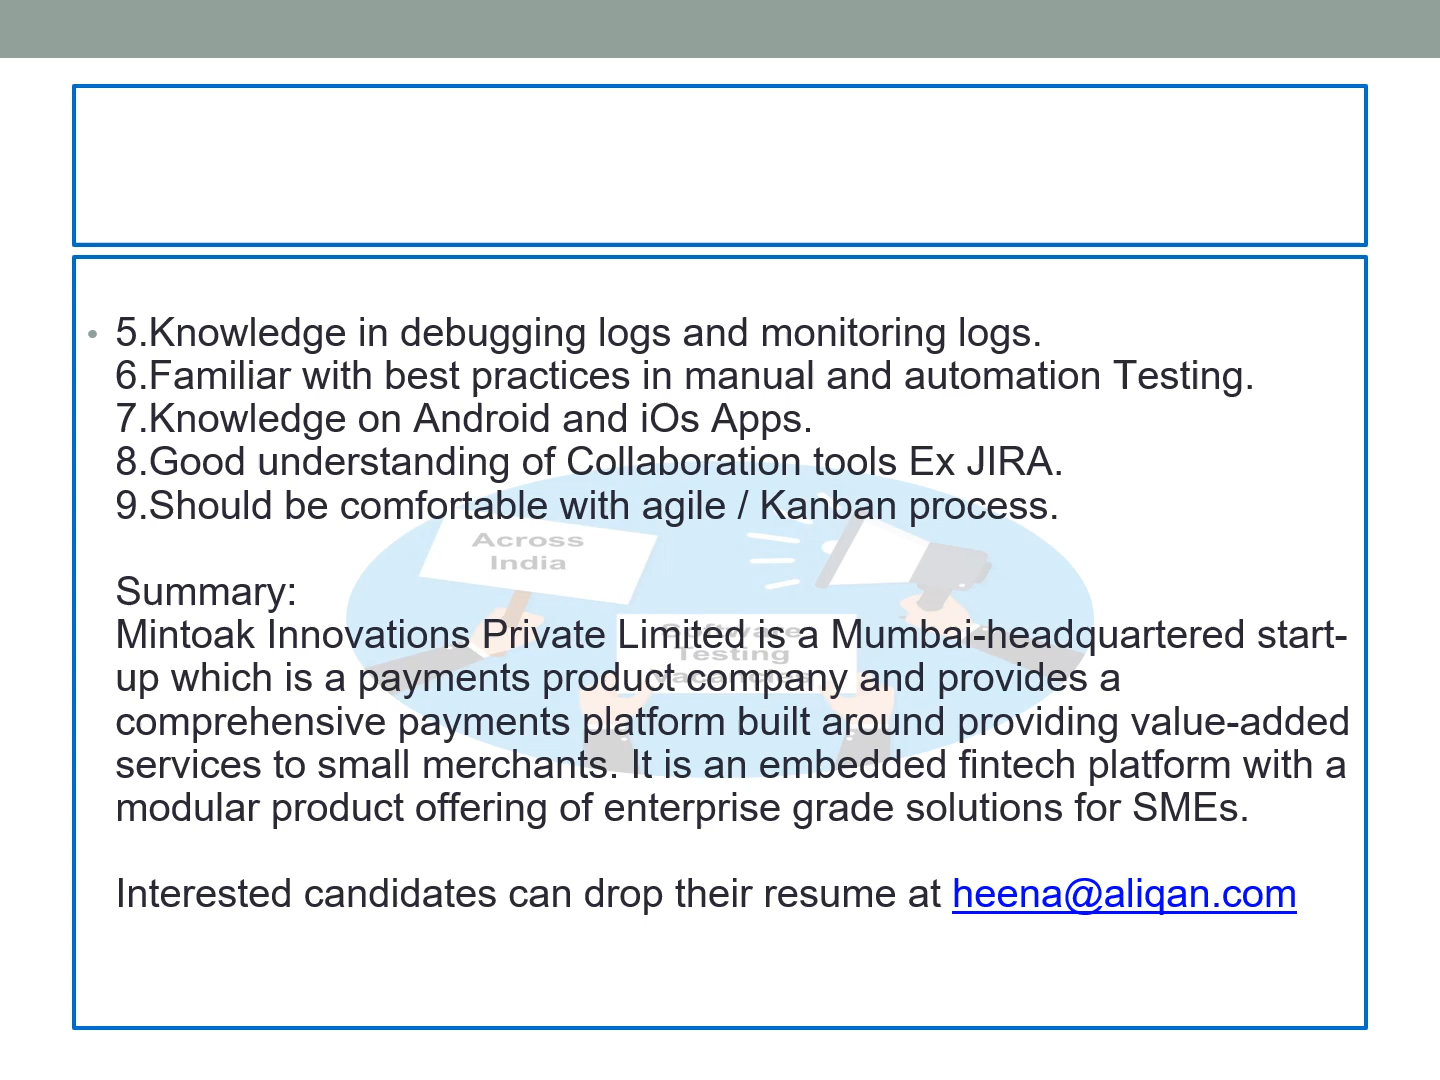 • 5.Knowledge in debugging logs and monitoring logs.
6.Familiar with best practices in manual and automation Testing.
7.Knowledge on Android and iOs Apps.
8.Good understanding of Collaboration tools Ex JIRA.
9.Should be comfortable with agile / Kanban process.
Across
India
Summary:
Mintoak Innovations Private Limited is a Mumbai-headquartered start-
up which is a payments product company and provides a
comprehensive payments platform built around providing value-added
services to small merchants. It is an embedded fintech platform with a
modular product offering of enterprise grade solutions for SMEs.
Software
Testing
Vacancies
Interested candidates can drop their resume at heena@aliqan.com